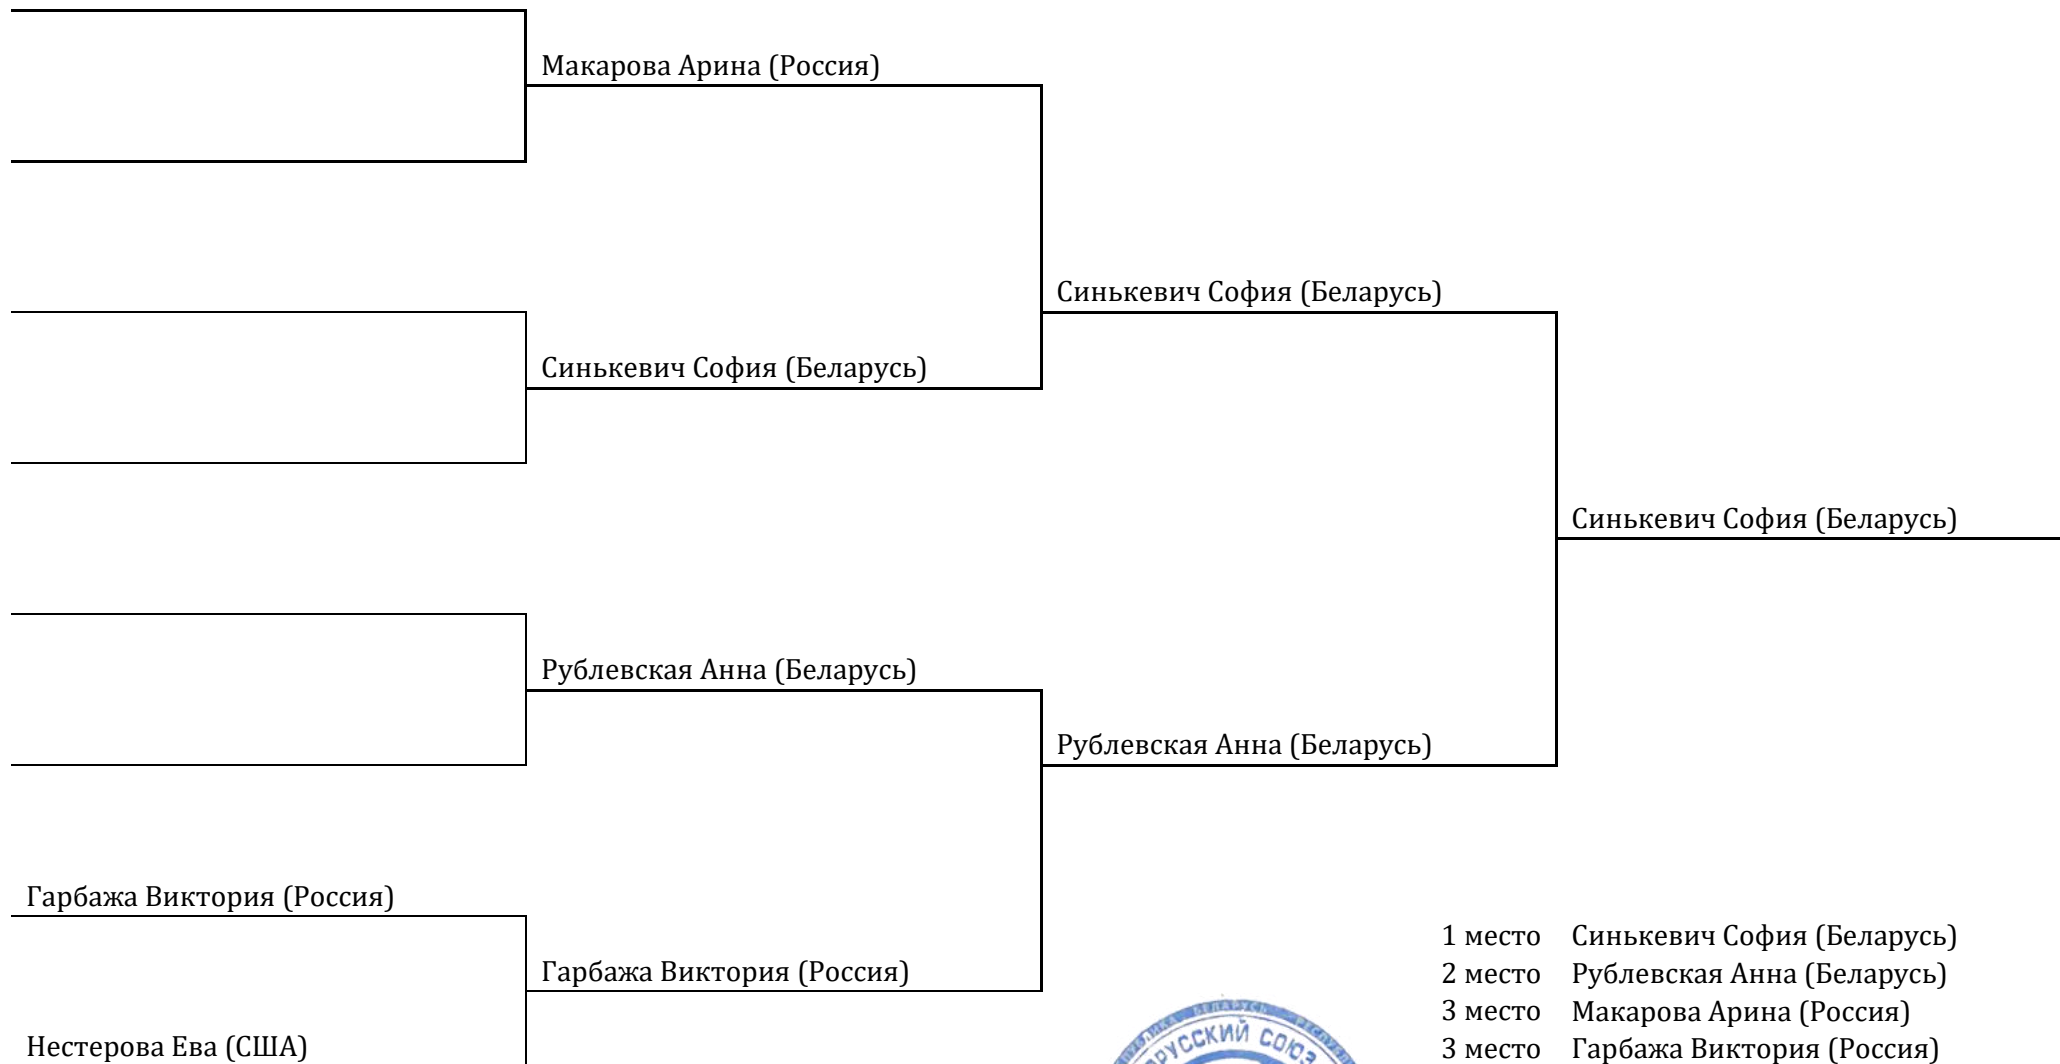 Макарова Арина (Россия)
Синькевич София (Беларусь)
Синькевич София (Беларусь)
Синькевич София (Беларусь)
Рублевская Анна (Беларусь)
Рублевская Анна (Беларусь)
Гарбажа Виктория (Россия)
Гарбажа Виктория (Россия)
Нестерова Ева (США)
1 место Синькевич София (Беларусь)
2 место Рублевская Анна (Беларусь)
3 место Макарова Арина (Россия)
3 место Гарбажа Виктория (Россия)
БЕЛАРУСЬ
СОЮЗ